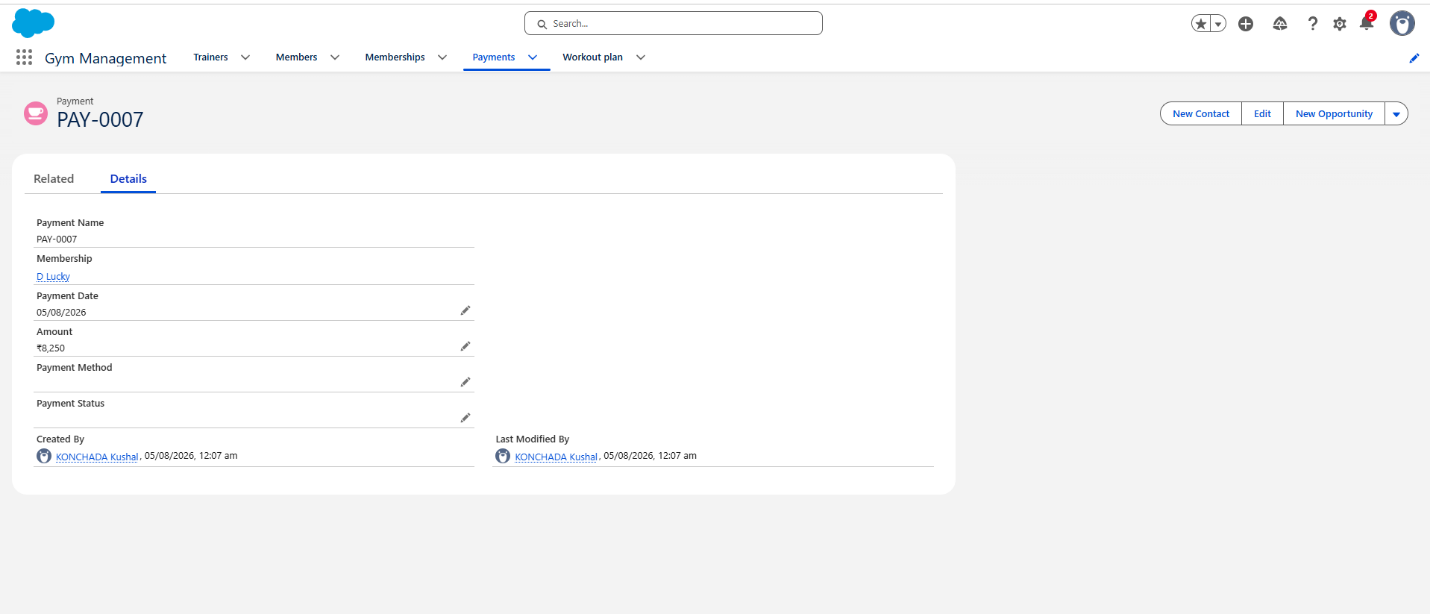 Search...
2
Gym Management Trainers Members Memberships Payments Workout plan
Payment
PAY-0007
New Contact Edit New Opportunity
Related Details
Payment Name
PAY-0007
Membership
D Lucky
Payment Date
05/08/2026
Amount
₹8,250
Payment Method
Payment Status
Created By
KONCHADA Kushal, 05/08/2026, 12:07 am
Last Modified By
KONCHADA Kushal, 05/08/2026, 12:07 am